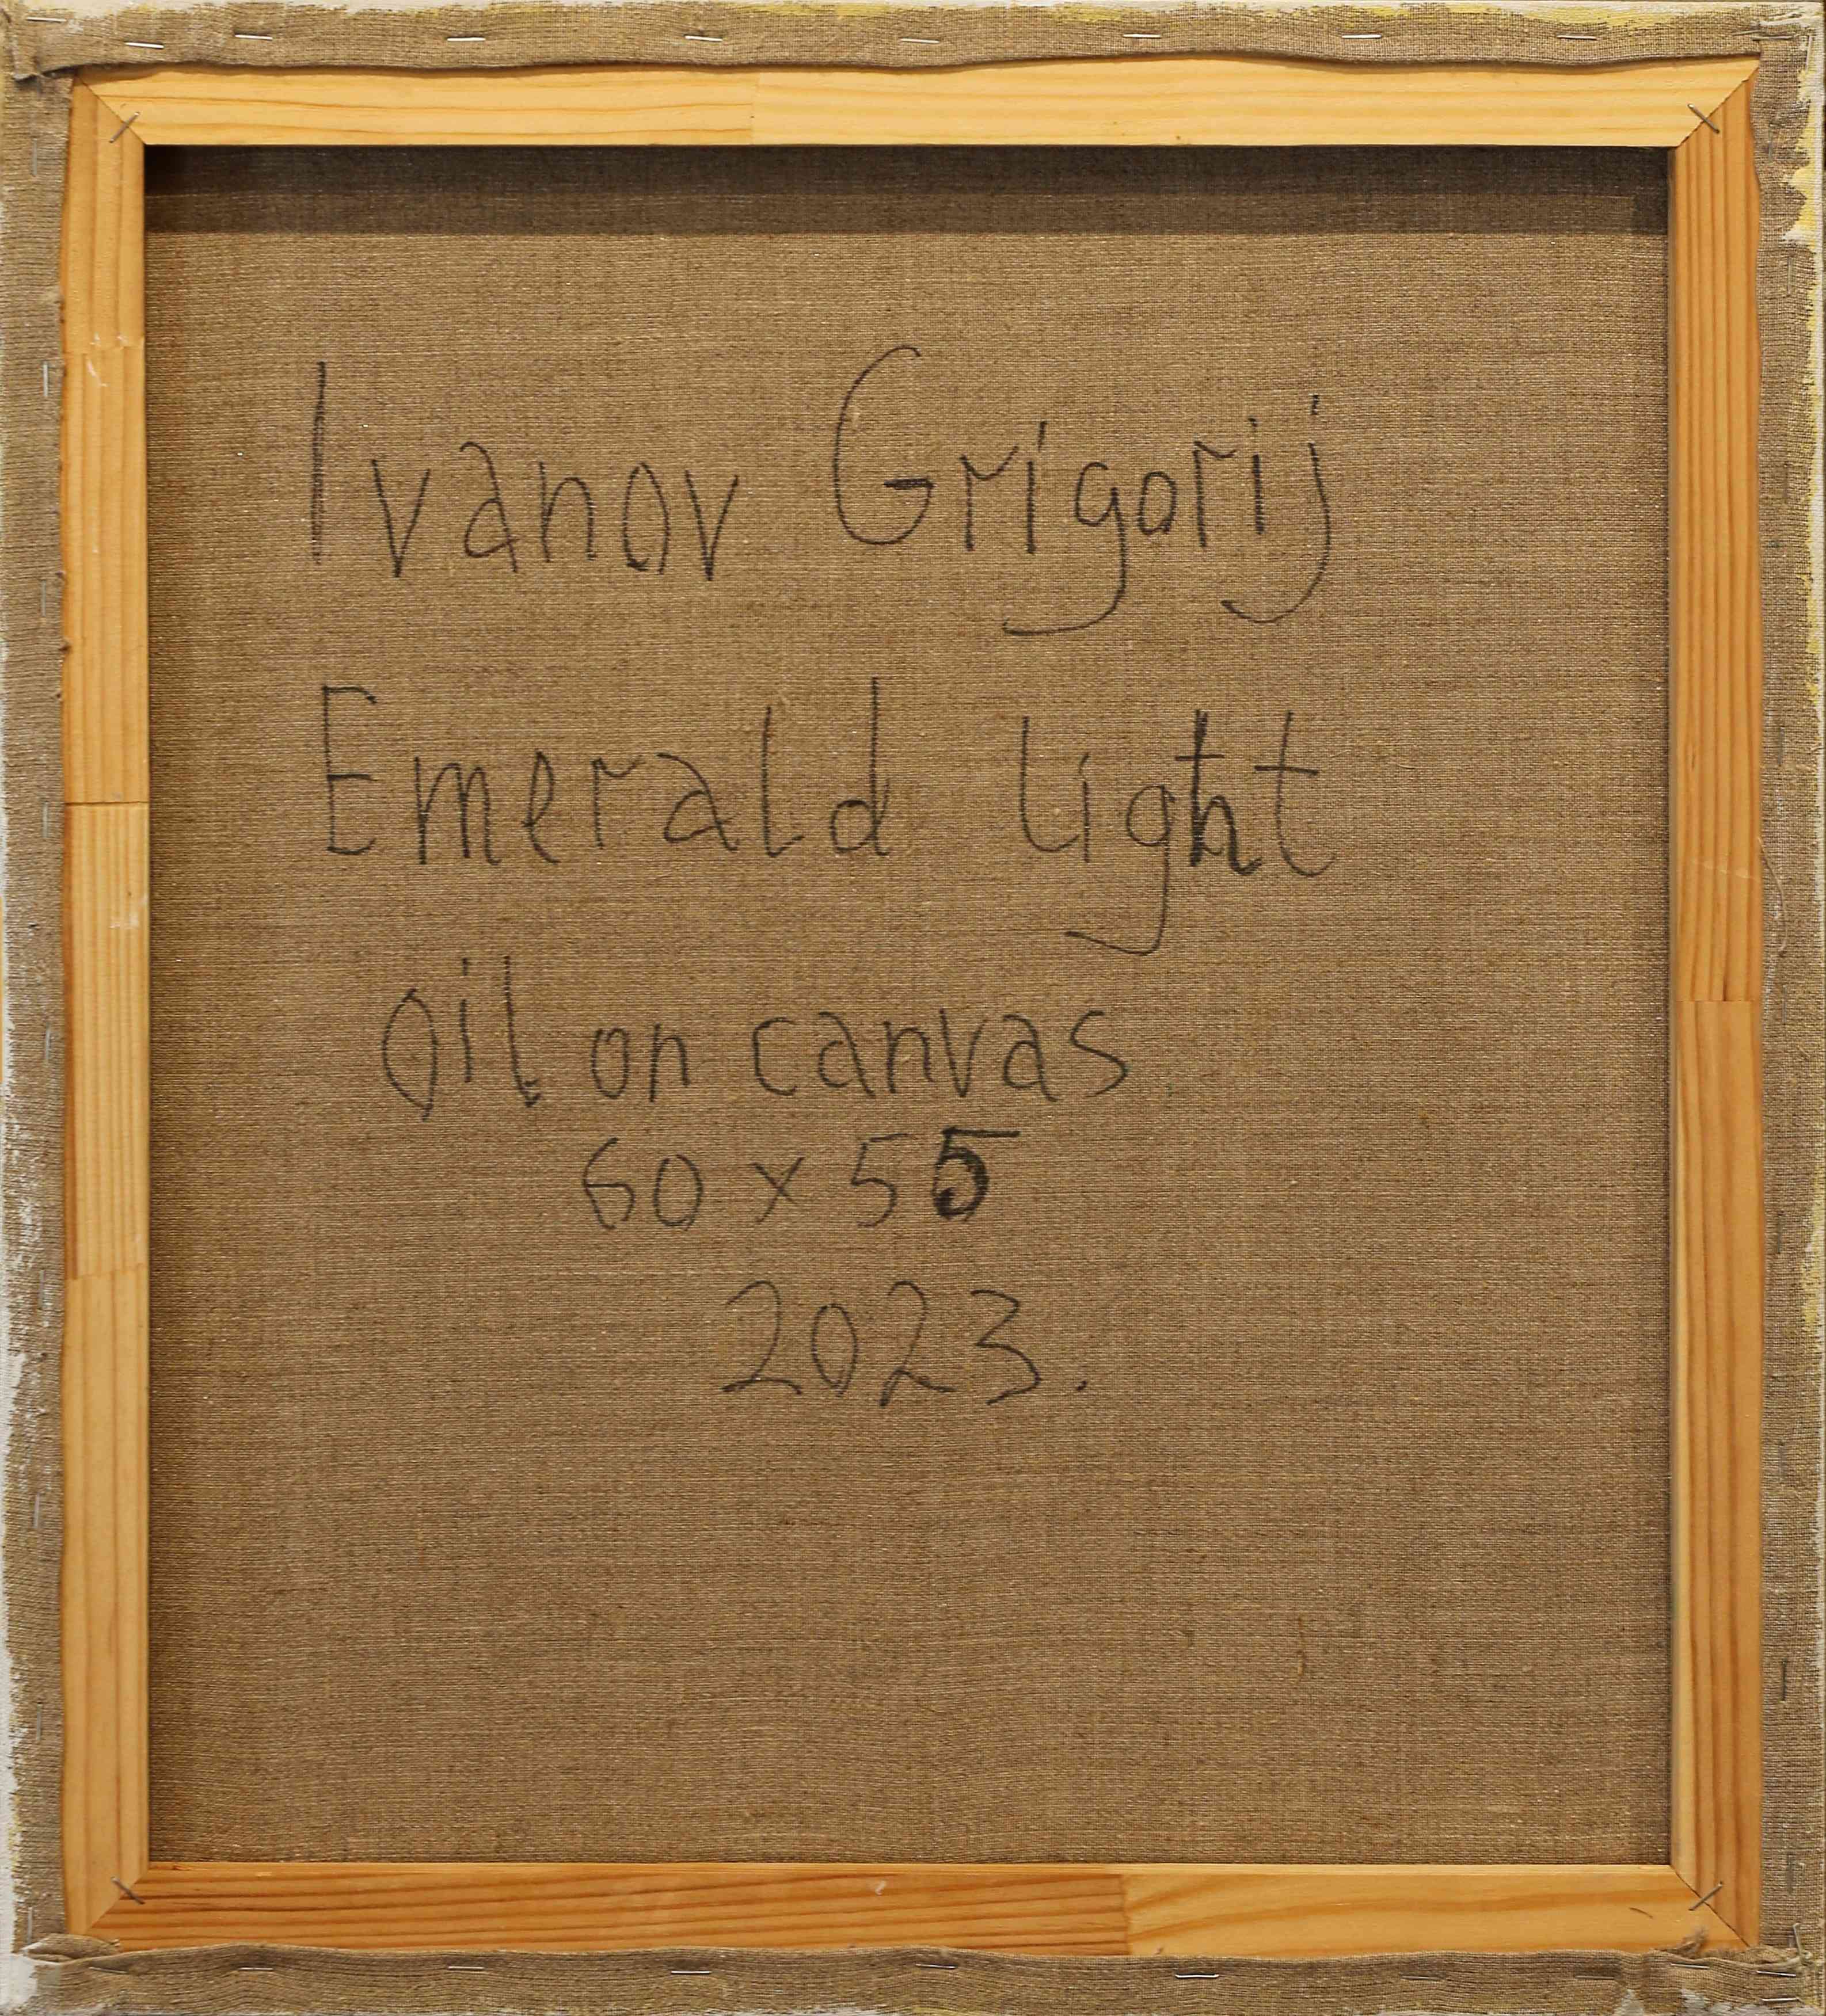 Ivanov Grigorij
Emerald light
oil on canvas
60 x 55
2023.